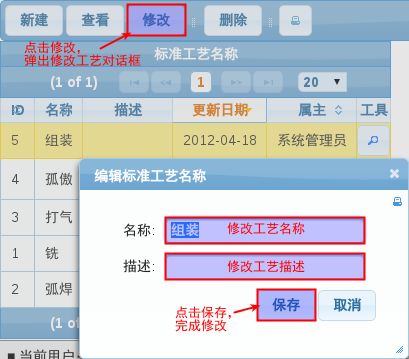 新建 查看 修改 删除
点击修改，
弹出修改工艺对话框
标准工艺名称
(1 of 1) 1 20
ID 名称 描述 更新日期 属主 工具
5 组装 2012-04-18 系统管理员
编辑标准工艺名称
4 孤傲
3 打气
名称: 组装 修改工艺名称
1 铣
描述: 修改工艺描述
2 弧焊
点击保存，
完成修改
保存 取消
(1 of
■ 当前用户